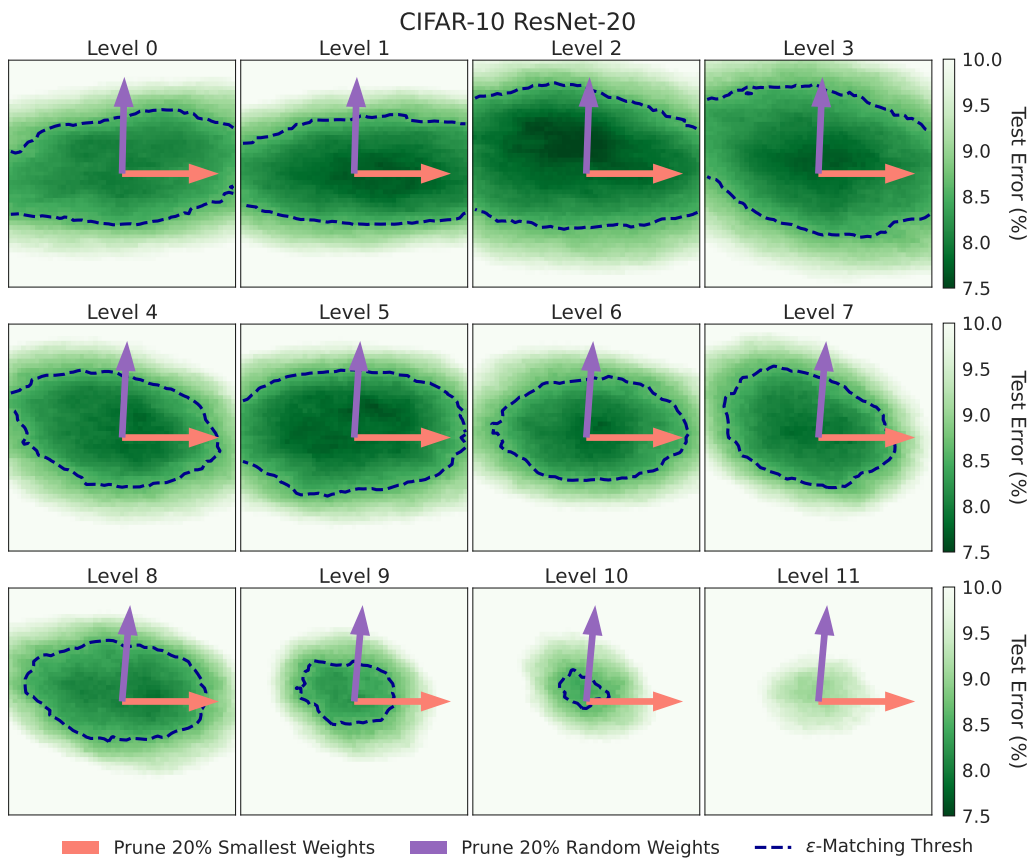 CIFAR-10 ResNet-20
Level 0
Level 1
Level 2
Level 3
10.0
9.5
9.0
8.5
8.0
7.5
Test Error (%)
Level 4
Level 5
Level 6
Level 7
10.0
9.5
9.0
8.5
8.0
7.5
Test Error (%)
Level 8
Level 9
Level 10
Level 11
10.0
9.5
9.0
8.5
8.0
7.5
Test Error (%)
Prune 20% Smallest Weights
Prune 20% Random Weights
ε-Matching Thresh